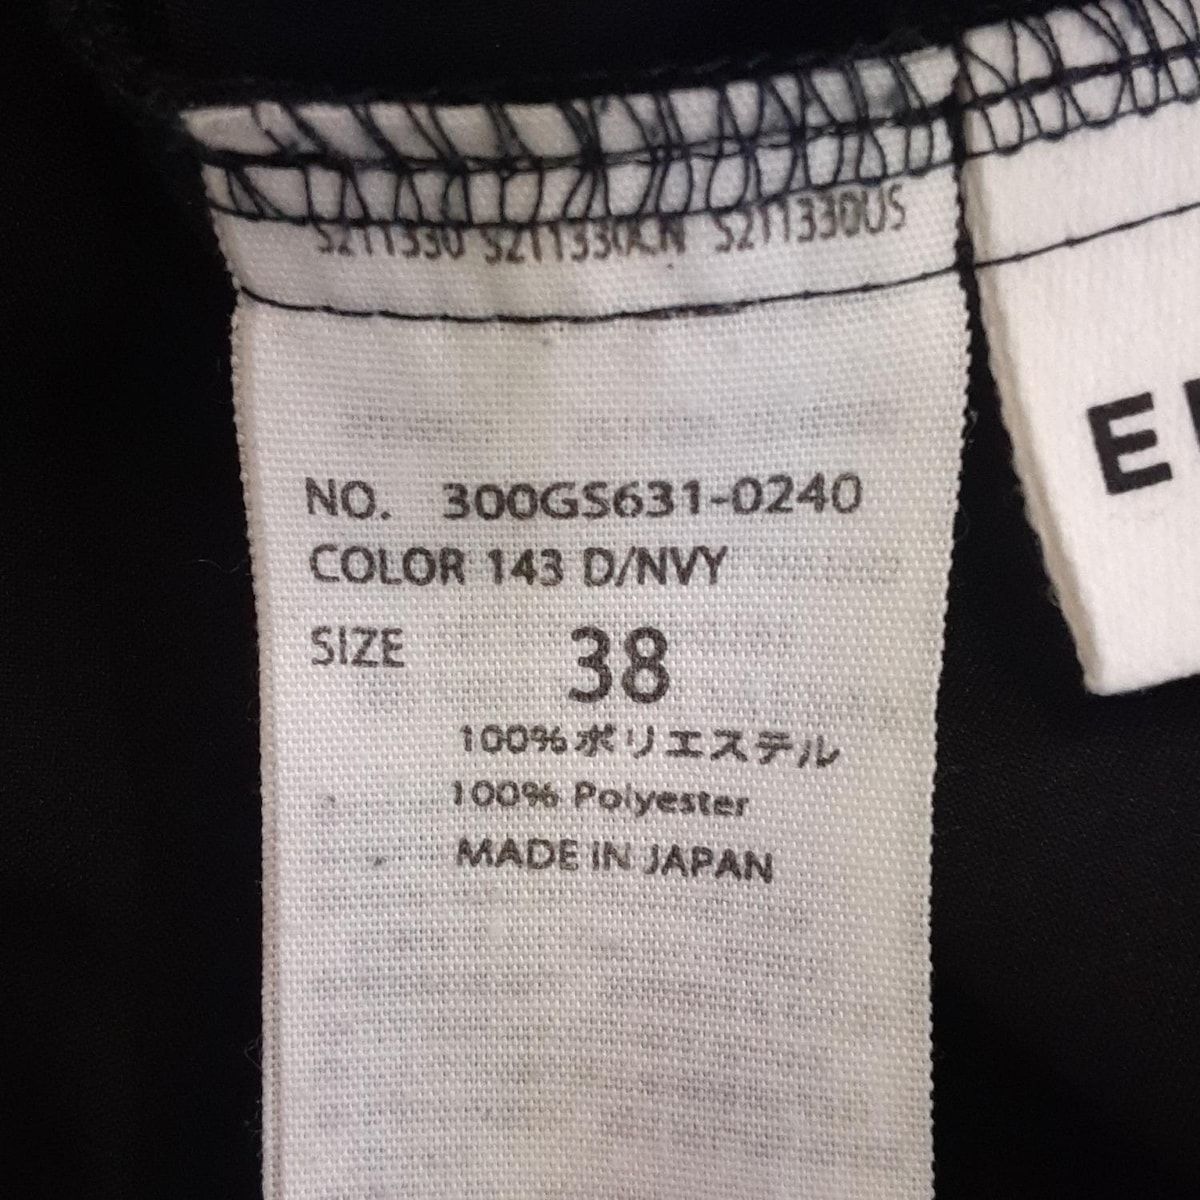 S211330 S211330CN S211330US
NO. 300GS631-0240
COLOR 143 D/NVY
SIZE 38
100%ポリエステル
100% Polyester
MADE IN JAPAN
E